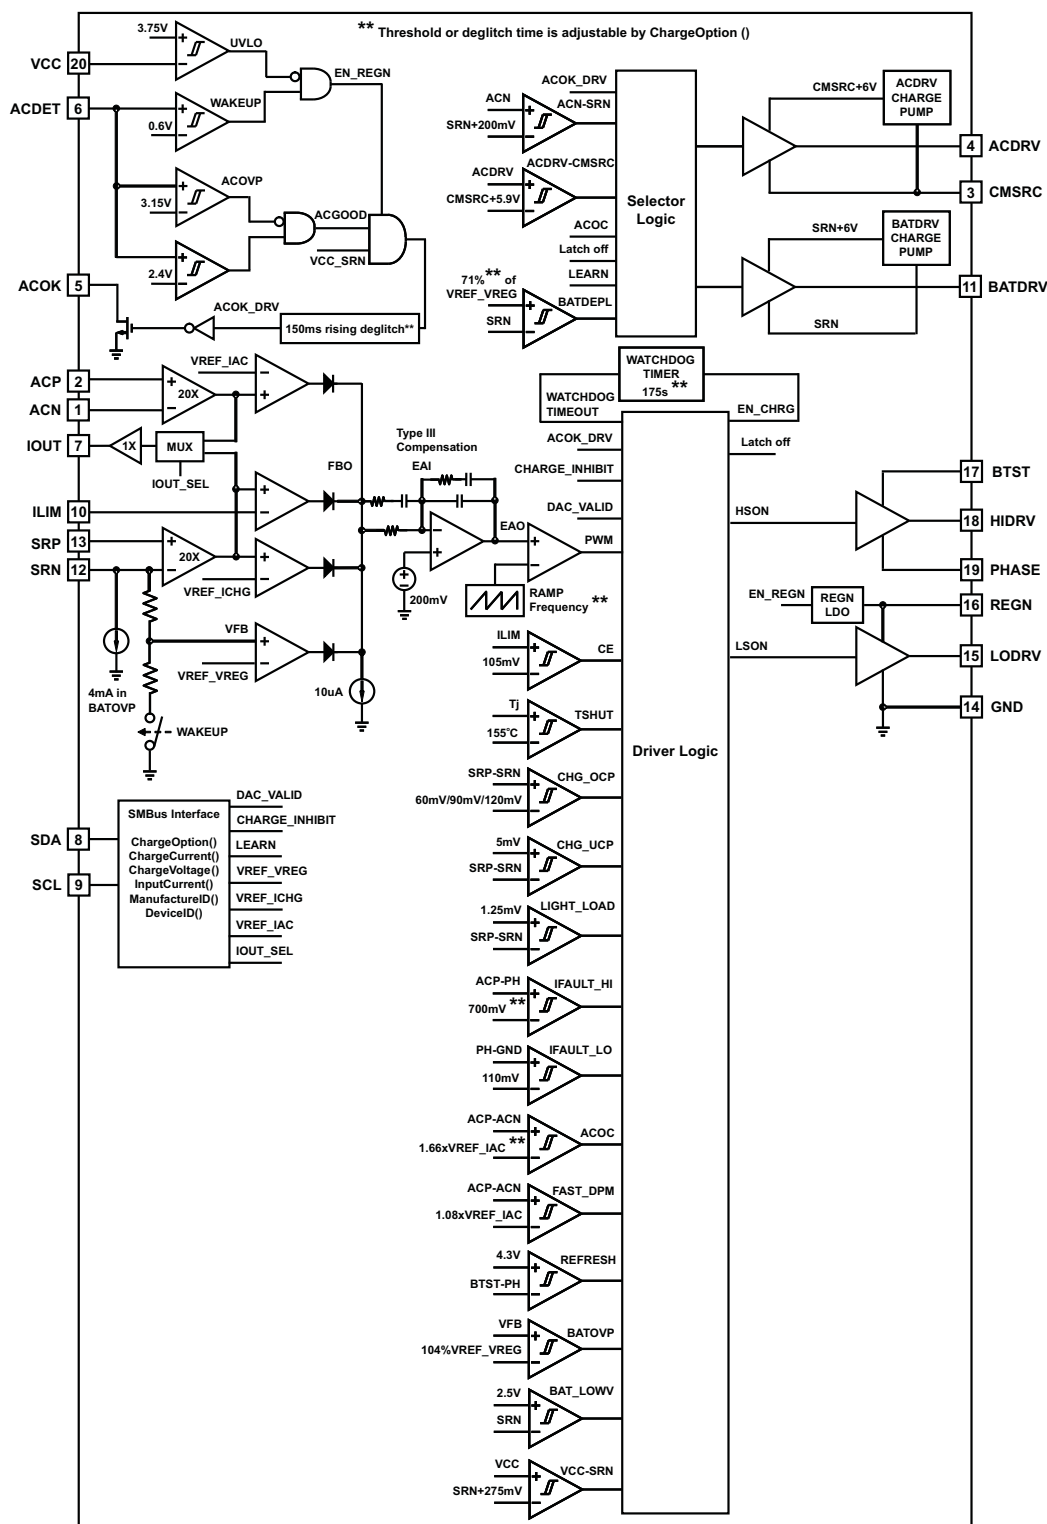 ** Threshold or deglitch time is adjustable by ChargeOption ()
3.75V
UVLO
VCC 20
EN_REGN
ACDET 6
WAKEUP
0.6V
ACOVP
3.15V
ACGOOD
VCC_SRN
2.4V
ACOK 5
ACOK_DRV
150ms rising deglitch**
ACOK_DRV
ACN
ACN-SRN
SRN+200mV
ACDRV-CMSRC
ACDRV
CMSRC+5.9V
ACOC
Latch off
LEARN
71%** of
VREF_VREG
BATDEPL
SRN
Selector
Logic
CMSRC+6V
ACDRV
CHARGE
PUMP
4 ACDRV
3 CMSRC
SRN+6V
BATDRV
CHARGE
PUMP
11 BATDRV
SRN
ACP 2
ACN 1
20X
VREF_IAC
IOUT 7
1X
MUX
IOUT_SEL
ILIM 10
SRP 13
SRN 12
20X
VREF_ICHG
VFB
VREF_VREG
4mA in
BATOVP
WAKEUP
FBO
10uA
Type III
Compensation
EAI
EAO
200mV
RAMP
Frequency **
PWM
WATCHDOG
TIMER
175s **
WATCHDOG
TIMEOUT
EN_CHRG
ACOK_DRV
Latch off
CHARGE_INHIBIT
DAC_VALID
Driver Logic
HSON
17 BTST
18 HIDRV
19 PHASE
EN_REGN
REGN
LDO
16 REGN
LSON
15 LODRV
14 GND
ILIM
CE
105mV
Tj
TSHUT
155°C
SRP-SRN
CHG_OCP
60mV/90mV/120mV
5mV
CHG_UCP
SRP-SRN
1.25mV
LIGHT_LOAD
SRP-SRN
ACP-PH
IFAULT_HI
700mV **
PH-GND
IFAULT_LO
110mV
ACP-ACN
ACOC
1.66xVREF_IAC **
ACP-ACN
FAST_DPM
1.08xVREF_IAC
4.3V
REFRESH
BTST-PH
VFB
BATOVP
104%VREF_VREG
2.5V
BAT_LOWV
SRN
VCC
VCC-SRN
SRN+275mV
SDA 8
SCL 9
SMBus Interface
ChargeOption()
ChargeCurrent()
ChargeVoltage()
InputCurrent()
ManufactureID()
DeviceID()
DAC_VALID
CHARGE_INHIBIT
LEARN
VREF_VREG
VREF_ICHG
VREF_IAC
IOUT_SEL